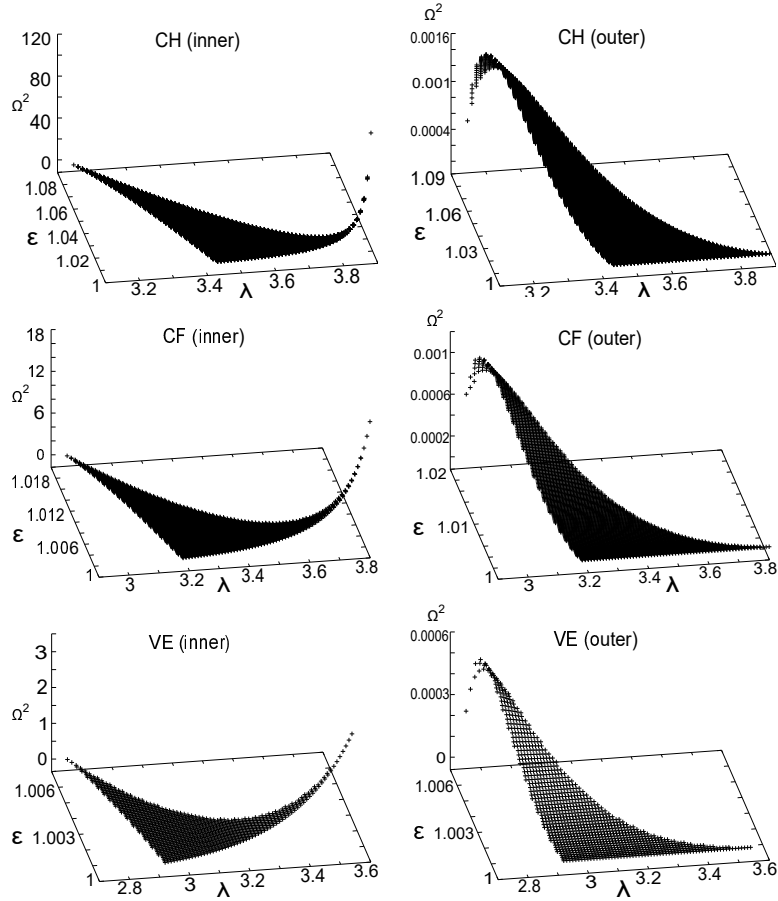 CH (inner)
120
80
40
0
Ω2
1.08
1.06
1.04
1.02
1
ε
3.2
3.4
3.6
3.8
λ
CH (outer)
Ω2
0.0016
0.001
0.0004
1.09
1.06
1.03
1
ε
3.2
3.4
3.6
3.8
λ
CF (inner)
18
12
6
0
Ω2
1.018
1.012
1.006
1
ε
3
3.2
3.4
3.6
3.8
λ
CF (outer)
Ω2
0.001
0.0006
0.0002
1.02
1.01
1
ε
3
3.2
3.4
3.6
3.8
λ
VE (inner)
3
2
1
0
Ω2
1.006
1.003
1
ε
2.8
3
3.2
3.4
3.6
λ
VE (outer)
Ω2
0.0006
0.0003
0
1.006
1.003
1
ε
2.8
3
3.2
3.4
3.6
λ